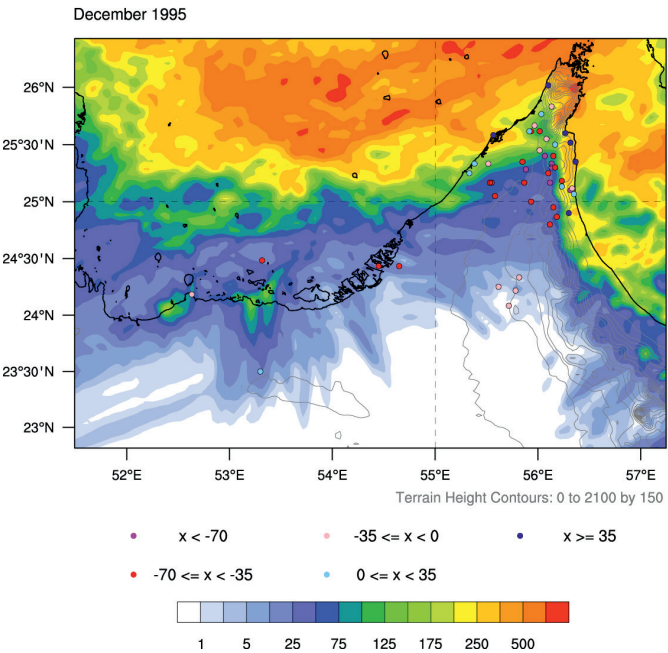 December 1995
26°N
25°30'N
25°N
24°30'N
24°N
23°30'N
23°N
52°E 53°E 54°E 55°E 56°E 57°E
Terrain Height Contours: 0 to 2100 by 150
x < -70 -35 <= x < 0 x >= 35
-70 <= x < -35 0 <= x < 35
1 5 25 75 125 175 250 500